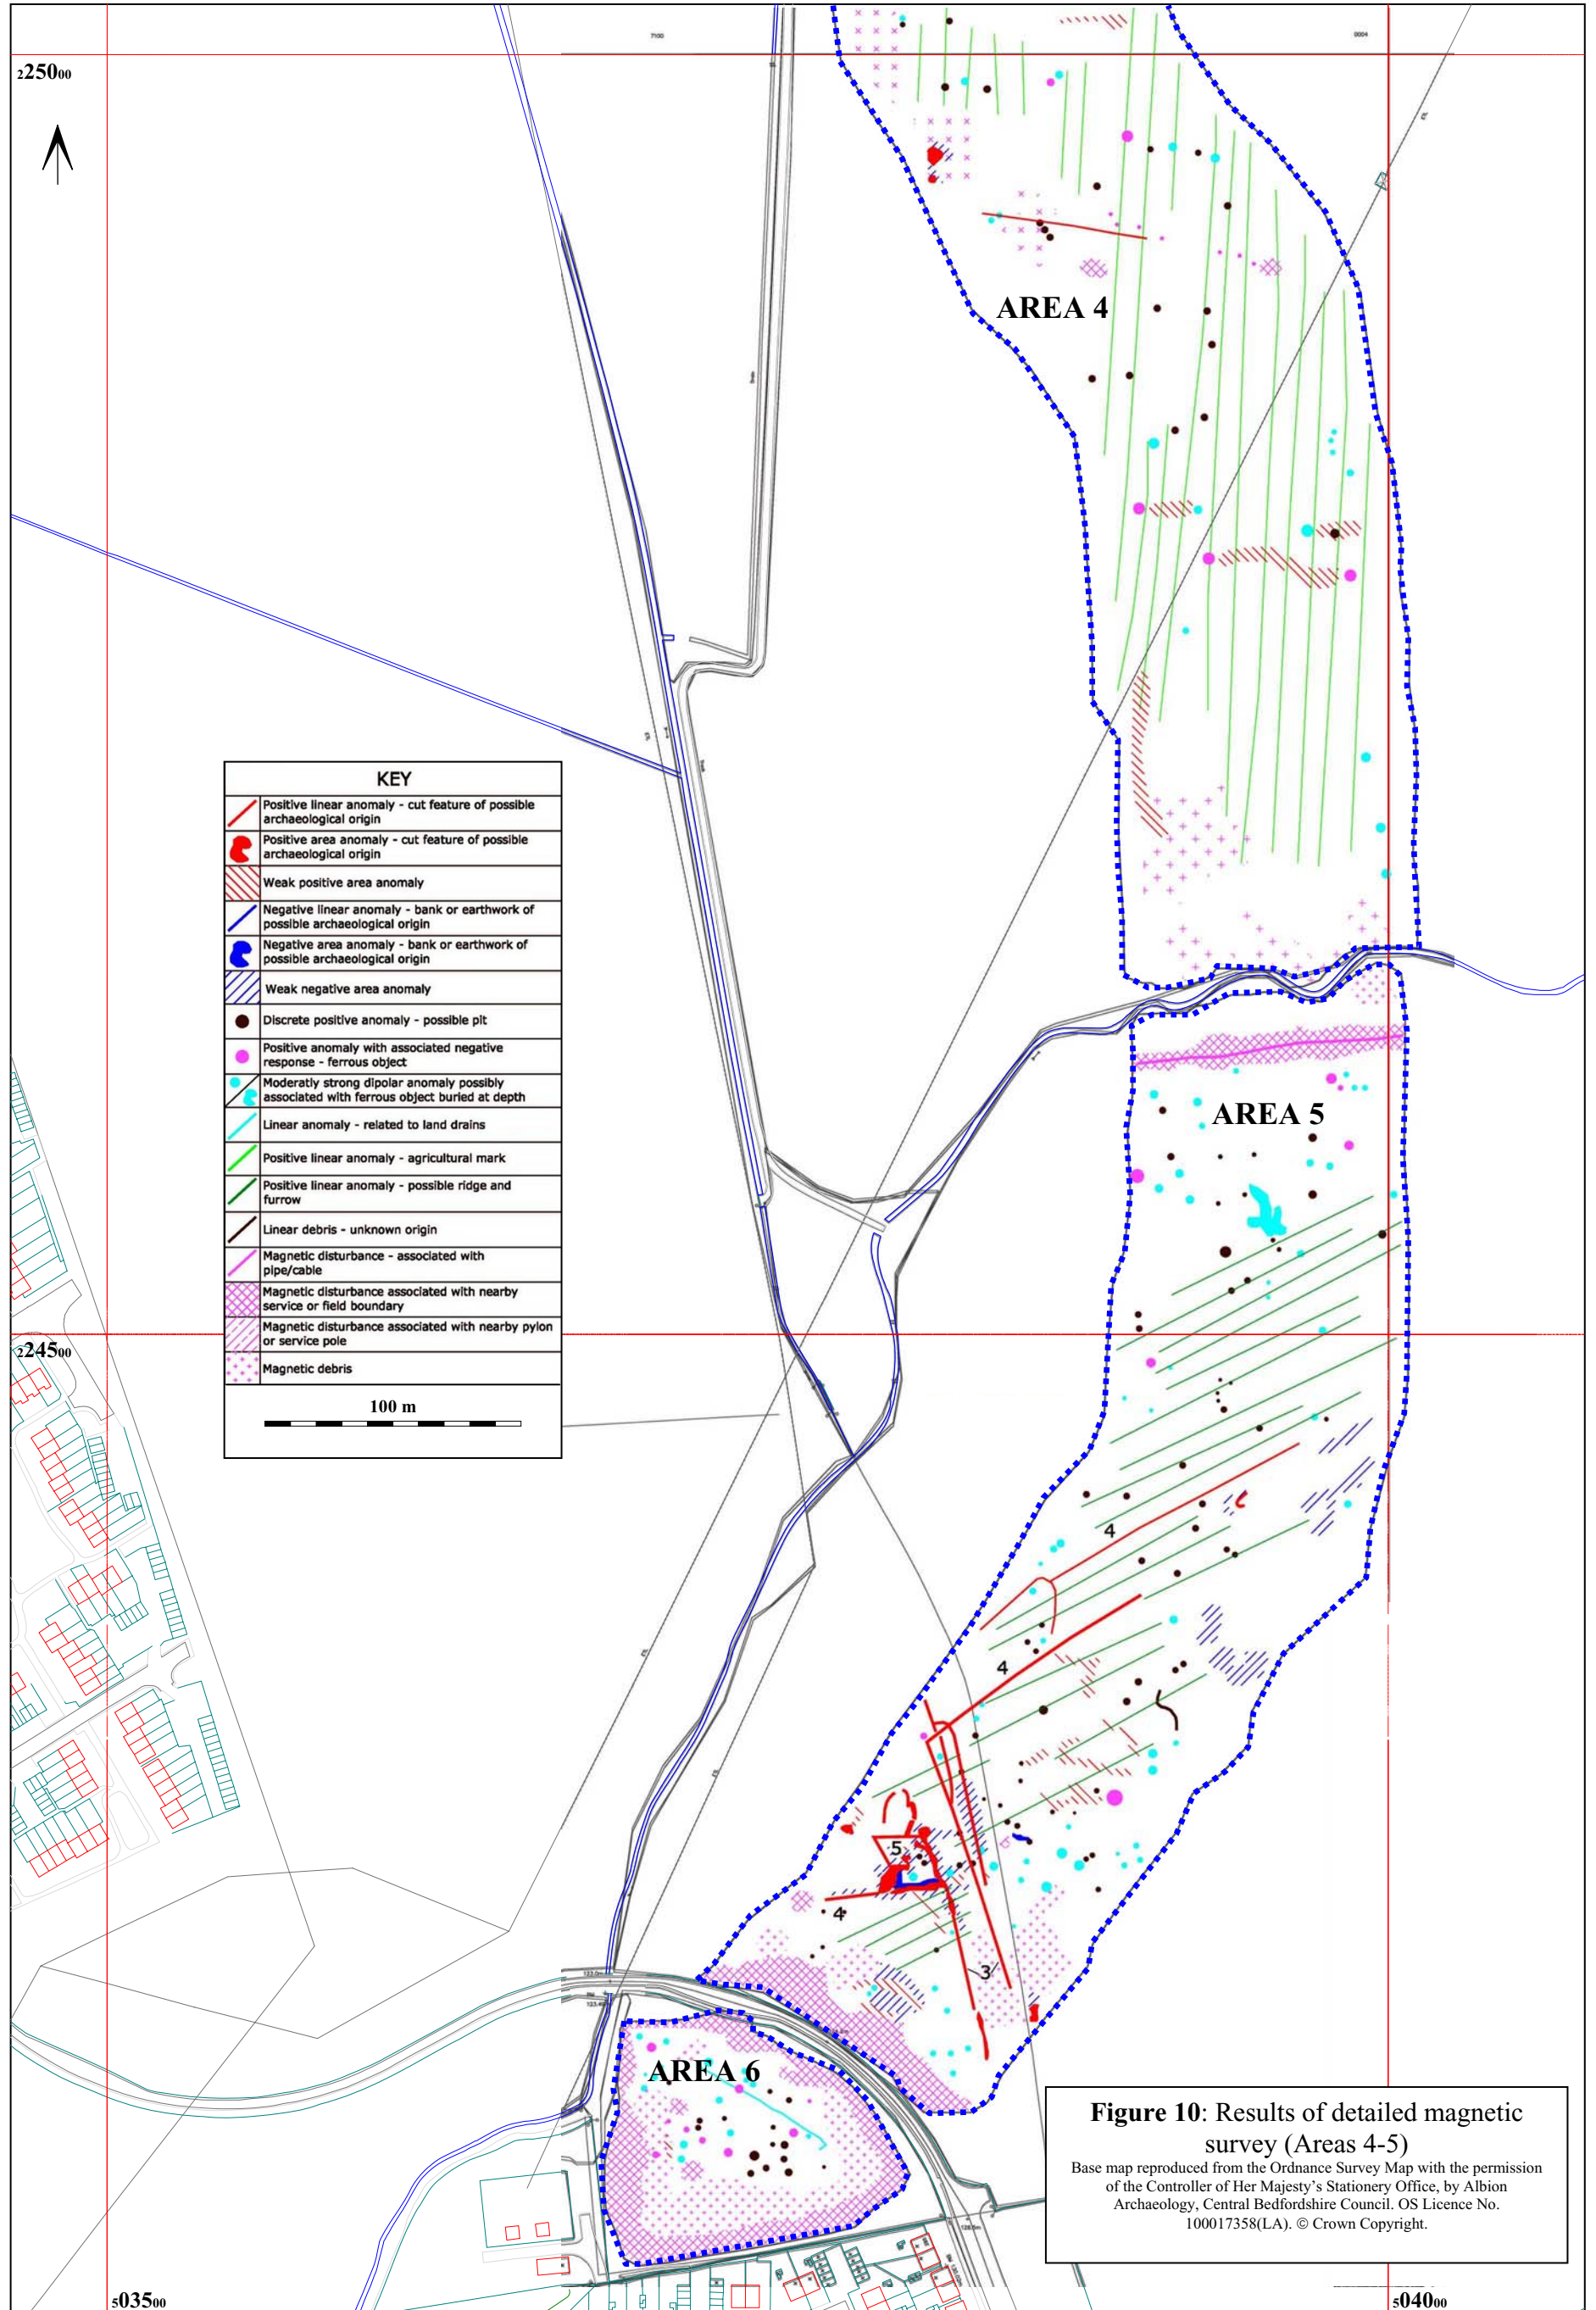 7100
0004
225000
AREA 4
Drain
KEY
Positive linear anomaly - cut feature of possible
archaeological origin
Positive area anomaly - cut feature of possible
archaeological origin
Weak positive area anomaly
Negative linear anomaly - bank or earthwork of
possible archaeological origin
Negative area anomaly - bank or earthwork of
possible archaeological origin
Weak negative area anomaly
Discrete positive anomaly - possible pit
Positive anomaly with associated negative
response - ferrous object
Moderatly strong dipolar anomaly possibly
associated with ferrous object buried at depth
Linear anomaly - related to land drains
Positive linear anomaly - agricultural mark
Positive linear anomaly - possible ridge and
furrow
Linear debris - unknown origin
Magnetic disturbance - associated with
pipe/cable
Magnetic disturbance associated with nearby
service or field boundary
Magnetic disturbance associated with nearby pylon
or service pole
Magnetic debris
100 m
AREA 5
224500
4
4
5
4
3
AREA 6
Figure 10: Results of detailed magnetic
survey (Areas 4-5)
Base map reproduced from the Ordnance Survey Map with the permission
of the Controller of Her Majesty's Stationery Office, by Albion
Archaeology, Central Bedfordshire Council. OS Licence No.
100017358(LA). © Crown Copyright.
503500
504000